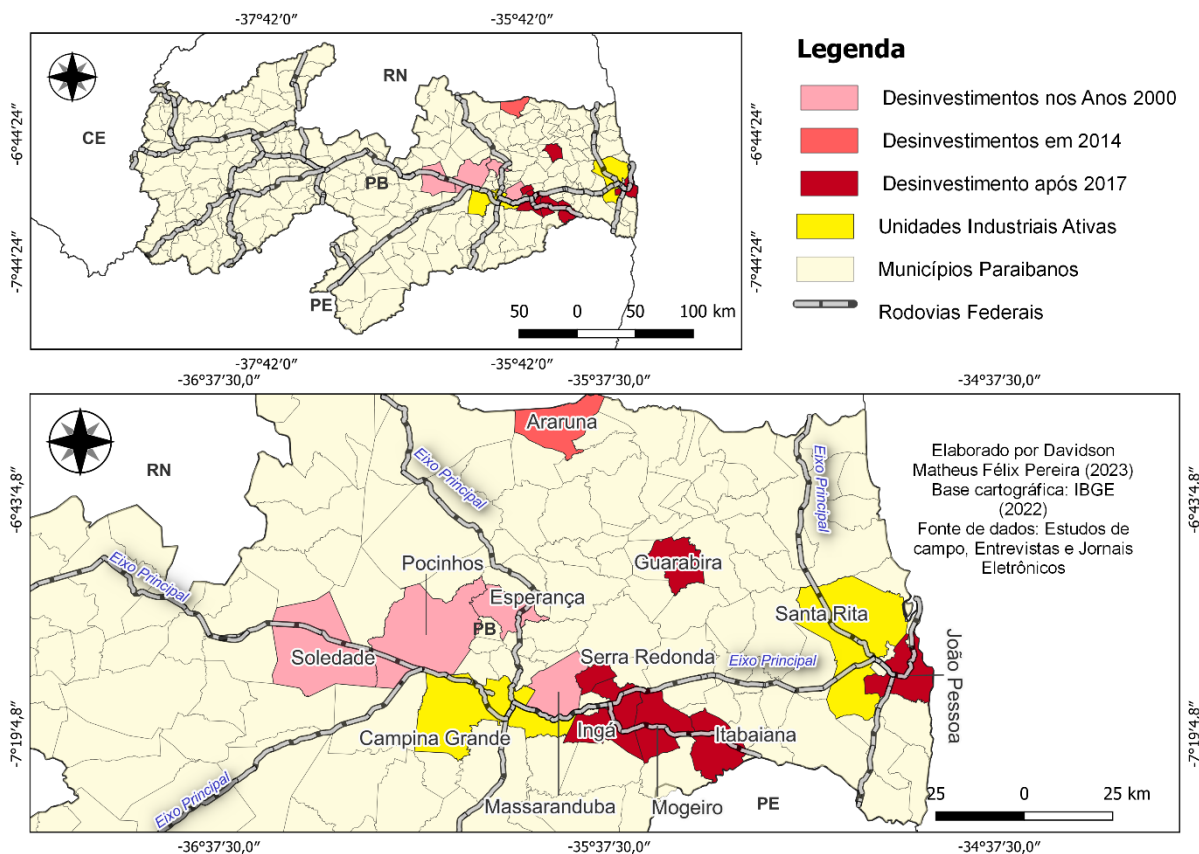 -37°42′0″
-35°42′0″
RN
CE
PB
PE
-6°44′24″
-7°44′24″
-6°44′24″
-7°44′24″
50 0 50 100 km
-37°42′0″
-35°42′0″
Legenda
Desinvestimentos nos Anos 2000
Desinvestimentos em 2014
Desinvestimento após 2017
Unidades Industriais Ativas
Municípios Paraibanos
Rodovias Federais
-36°37′30,0″
-35°37′30,0″
-34°37′30,0″
-6°43′4,8″
-7°19′4,8″
-6°43′4,8″
-7°19′4,8″
RN
Araruna
Eixo Principal
Eixo Principal
Elaborado por Davidson
Matheus Félix Pereira (2023)
Base cartográfica: IBGE
(2022)
Fonte de dados: Estudos de
campo, Entrevistas e Jornais
Eletrônicos
Eixo Principal
Pocinhos
Guarabira
Esperança
PB
Santa Rita
Soledade
Serra Redonda
Eixo Principal
João Pessoa
Campina Grande
Ingá
Itabaiana
Eixo Principal
Massaranduba
Mogeiro
PE
25 0 25 km
-36°37′30,0″
-35°37′30,0″
-34°37′30,0″